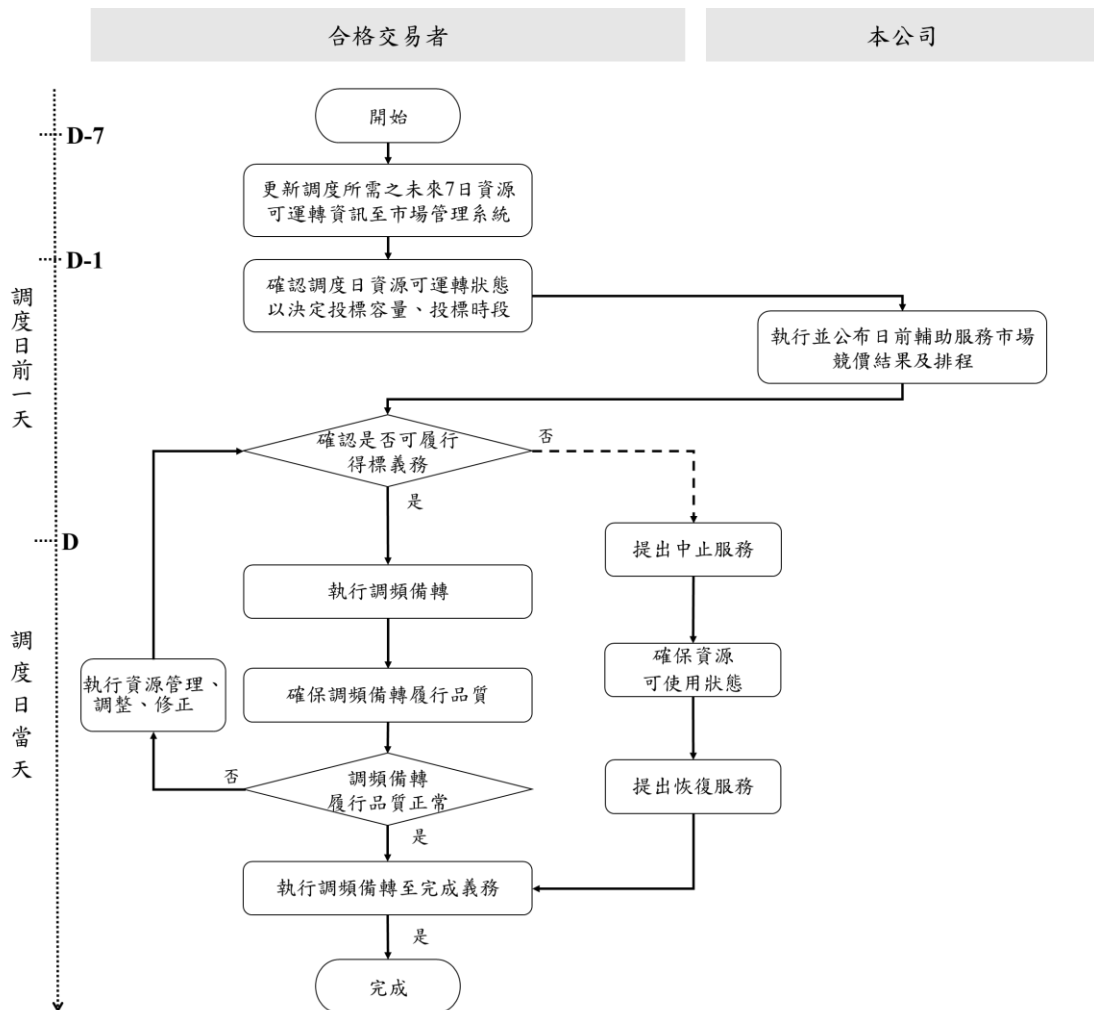 合格交易者
本公司
開始
D-7
更新調度所需之未來7日資源
可運轉資訊至市場管理系統
D-1
確認調度日資源可運轉狀態
以決定投標容量、投標時段
調度日前一天
執行並公布日前輔助服務市場
競價結果及排程
確認是否可履行
得標義務
否
是
D
提出中止服務
執行調頻備轉
調度日當天
確保資源
可使用狀態
執行資源管理、
調整、修正
確保調頻備轉履行品質
否
調頻備轉
履行品質正常
提出恢復服務
是
執行調頻備轉至完成義務
是
完成